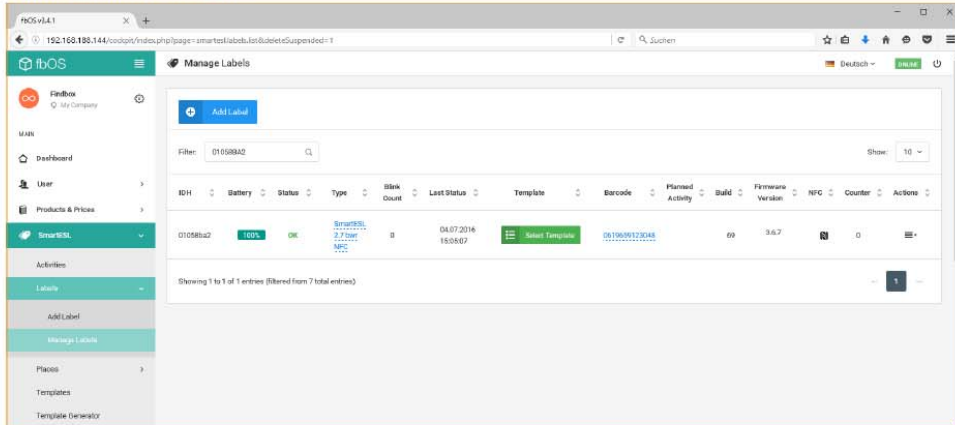 fbOS v3.4.1
192.168.188.144/cockpit/index.php?page=smartesl/labels.list&deleteSuspended=1
Suchen
fbOS
Manage Labels
Deutsch
ONLINE
Findbox
My Company
Add Label
MAIN
Filter: 01058BA2
Show: 10
Dashboard
User
Products & Prices
SmartESL
Activities
Labels
Add Label
Manage Labels
Places
Templates
Template Generator
IDH Battery Status Type Blink Count Last Status Template Barcode Planned Activity Build Firmware Version NFC Counter Actions
01058ba2 100% OK SmartESL 2.7 bwr NFC 0 04.07.2016 15:05:07 Select Template 0619659123048 69 3.6.7 0
Showing 1 to 1 of 1 entries (filtered from 7 total entries)
1